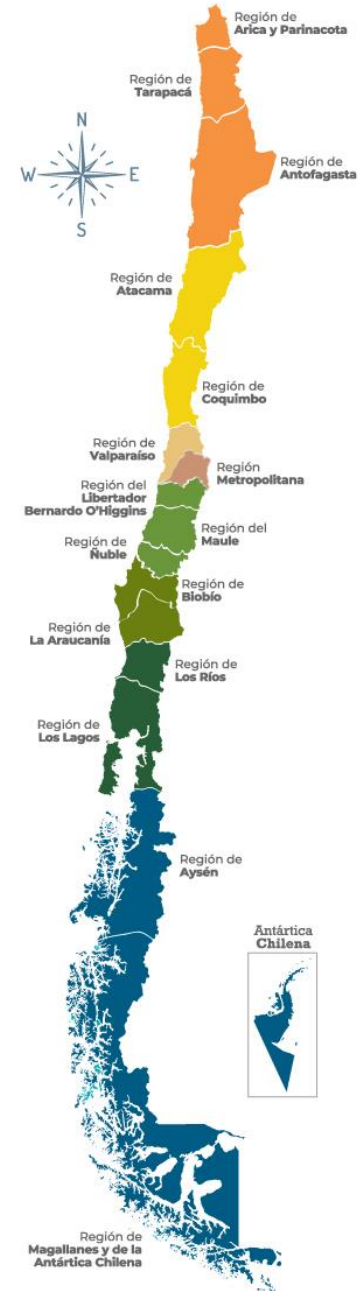 Región de
Arica y Parinacota
Región de
Tarapacá
N
W
E
S
Región de
Antofagasta
Región de
Atacama
Región de
Coquimbo
Región de
Valparaíso
Región
Metropolitana
Región del
Libertador
Bernardo O'Higgins
Región del
Maule
Región de
Ñuble
Región de
Biobío
Región de
La Araucanía
Región de
Los Ríos
Región de
Los Lagos
Región de
Aysén
Antártica
Chilena
Región de
Magallanes y de la
Antártica Chilena